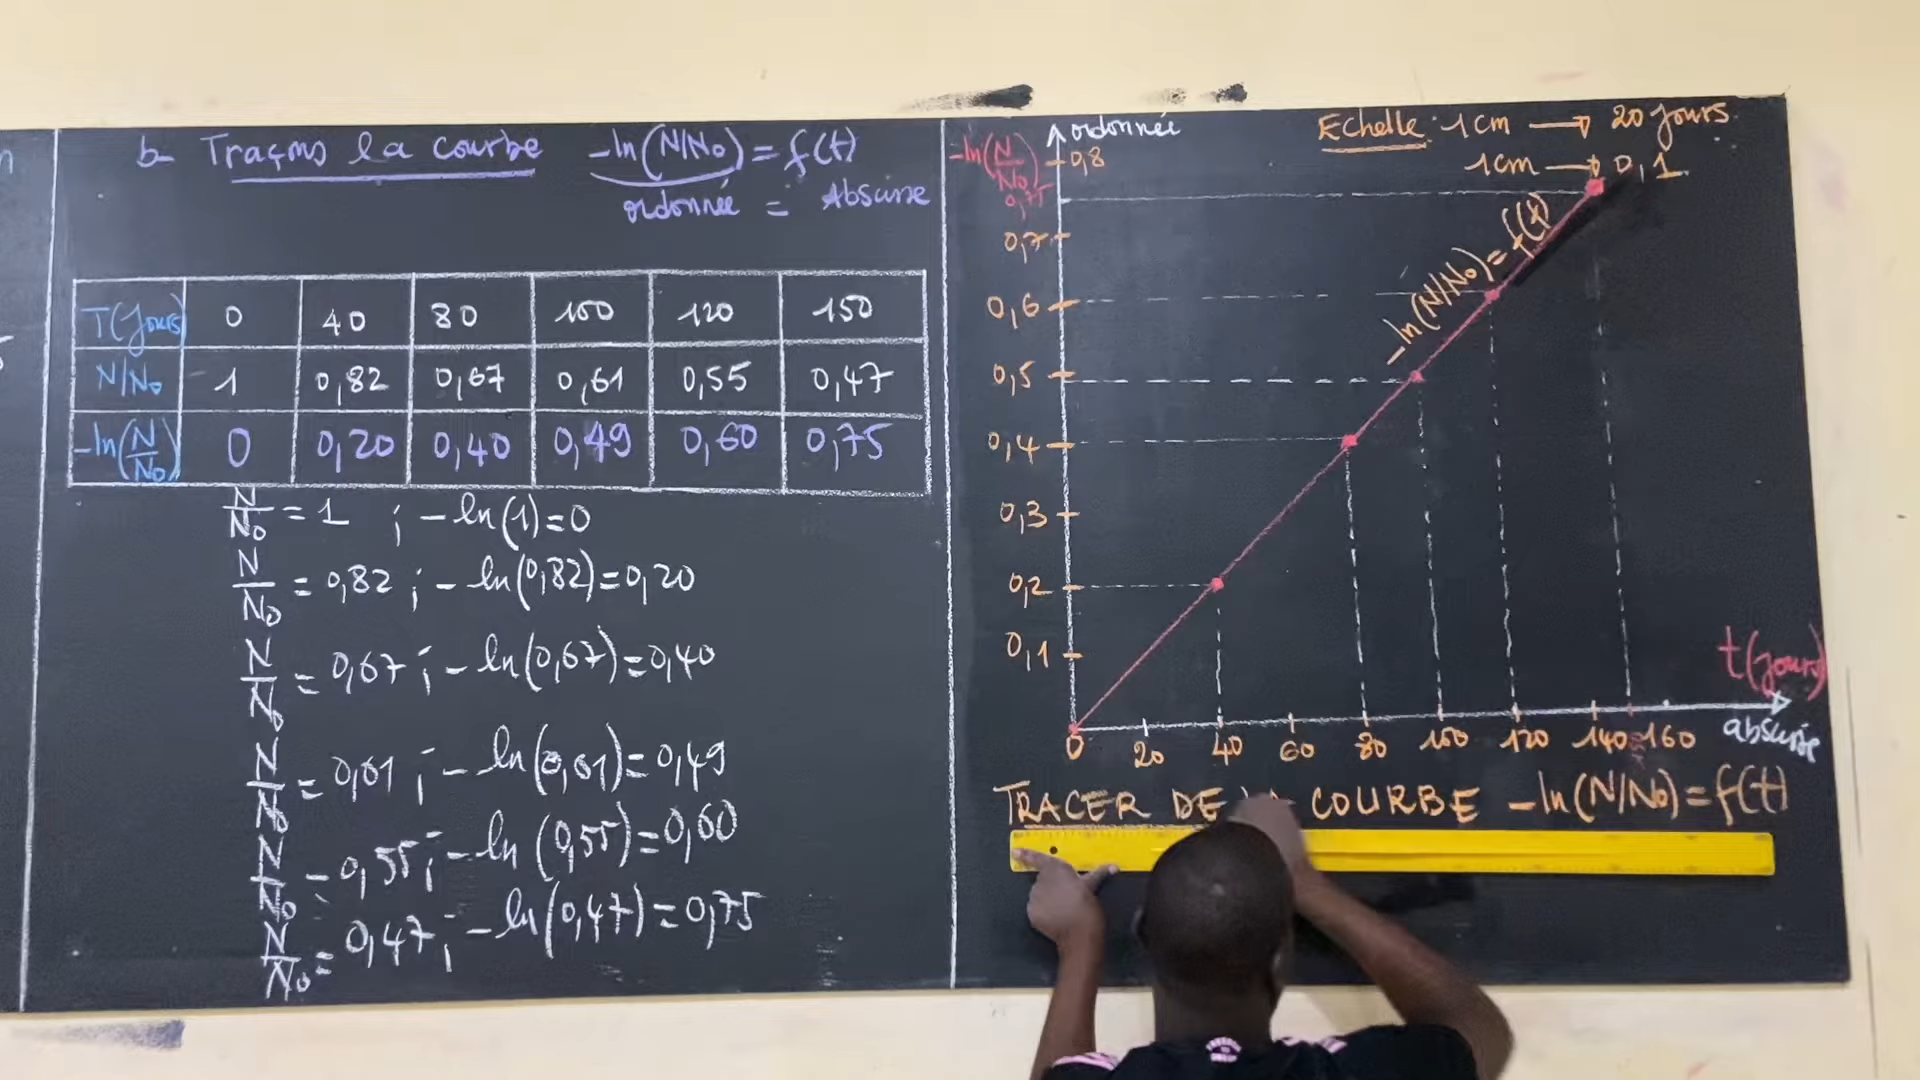 b- Traçons la courbe -ln(N/N0) = f(t)
ordonnée = Abscisse
T(jours) 0 40 80 100 120 150
N/N0 1 0,82 0,67 0,61 0,55 0,47
-ln(N/N0) 0 0,20 0,40 0,49 0,60 0,75
N/N0 = 1 ; -ln(1)=0
N/N0 = 0,82 ; -ln(0,82)=0,20
N/N0 = 0,67 ; -ln(0,67)=0,40
N/N0 = 0,61 ; -ln(0,61)=0,49
N/N0 = 0,55 ; -ln(0,55)=0,60
N/N0 = 0,47 ; -ln(0,47)=0,75
Echelle : 1cm → 20 jours.
1cm → 0,1
ordonnée
-ln(N/N0)
0,8
0,75
0,7
0,6
0,5
0,4
0,3
0,2
0,1
-ln(N/N0) = f(t)
t(jours)
abscisse
0 20 40 60 80 100 120 140 160
TRACER DE COURBE -ln(N/N0)=f(t)